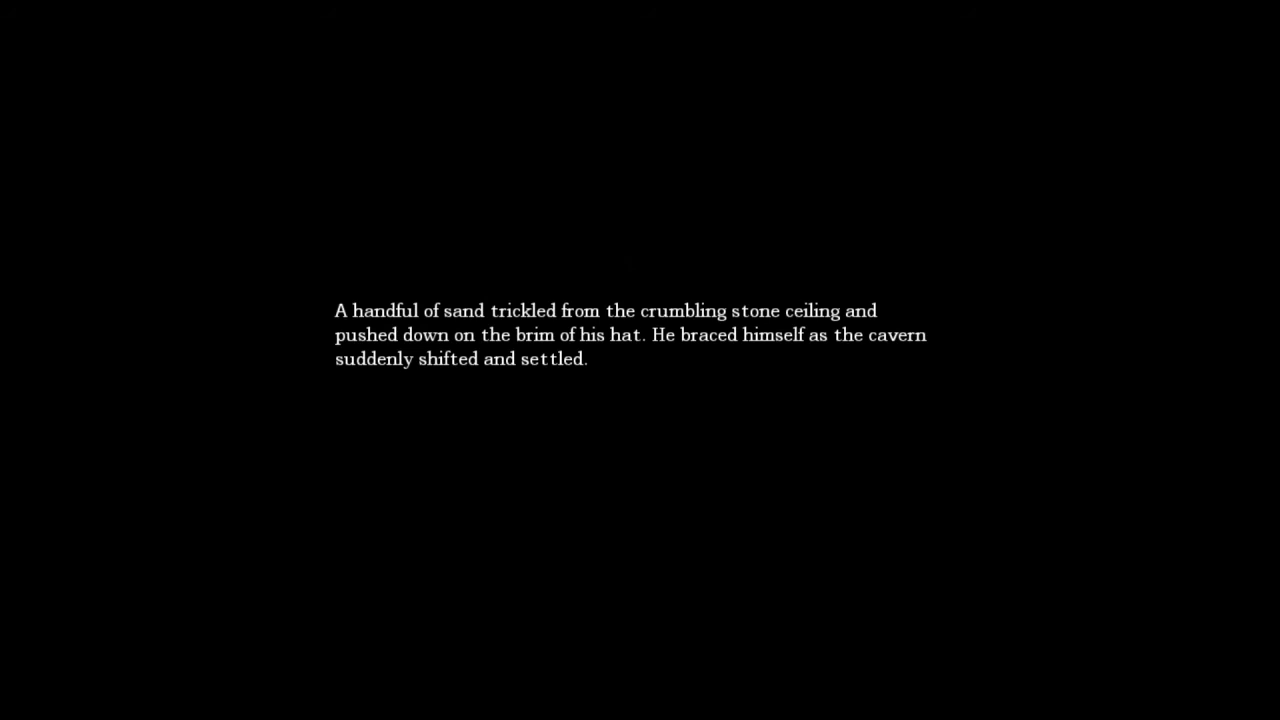 A handful of sand trickled from the crumbling stone ceiling and
pushed down on the brim of his hat. He braced himself as the cavern
suddenly shifted and settled.